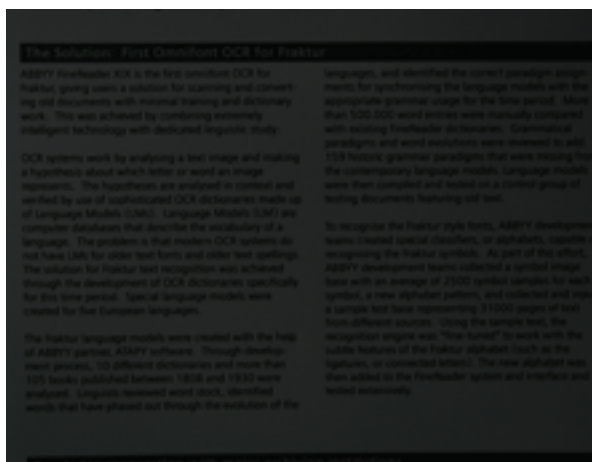 The Solution: First Omnifont OCR for Fraktur
ABBYY FineReader XIX is the first omnifont OCR for
Fraktur, giving users a solution for scanning and convert-
ing old documents with minimal training and dictionary
work. This was achieved by combining extremely
intelligent technology with dedicated linguistic study.
OCR systems work by analysing a text image and making
a hypothesis about which letter or word an image
represents. The hypotheses are analysed in context and
verified by use of sophisticated OCR dictionaries made up
of Language Models (LMs). Language Models (LM) are
computer databases that describe the vocabulary of a
language. The problem is that modern OCR systems do
not have LMs for older text fonts and older text spellings.
The solution for Fraktur text recognition was achieved
through the development of OCR dictionaries specifically
for this time period. Special language models were
created for five European languages.
The Fraktur language models were created with the help
of ABBYY partner, ATAPY software. Through develop-
ment process, 10 different dictionaries and more than
105 books published between 1808 and 1930 were
analysed. Linguists reviewed word stock, identified
words that have phased out through the evolution of the
languages, and identified the correct paradigm assign-
ments for synchronising the language models with the
appropriate grammar usage for the time period. More
than 500 000 word entries were manually compared
with existing FineReader dictionaries. Grammatical
paradigms and word evolutions were reviewed to add
159 historic grammar paradigms that were missing from
the contemporary language models. Language models
were then compiled and tested on a control group of
testing documents featuring old text.
To recognise the Fraktur style fonts, ABBYY development
teams created special classifiers, or alphabets, capable
recognising the Fraktur symbols. As part of this effort,
ABBYY development teams collected a symbol image
base with an average of 2500 symbol samples for each
symbol, a new alphabet pattern, and collected and
a sample test base representing 31000 pages of text
from different sources. Using the sample text, the
recognition engine was "fine-tuned" to work with the
subtle features of the Fraktur alphabet (such as the
ligatures, or connected letters). The new alphabet was
then added to the FineReader system and interface and
tested extensively.